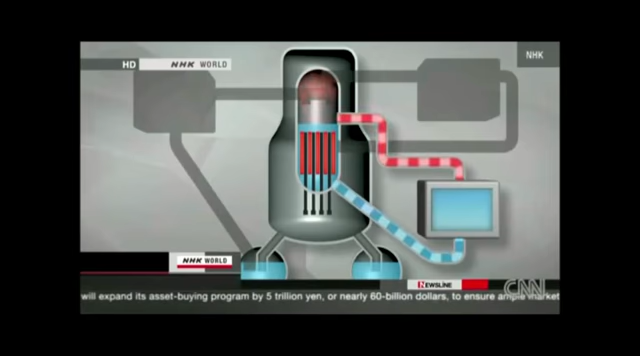 NHK
HD
NHK WORLD
NHK WORLD
NEWSLINE
CNN
will expand its asset-buying program by 5 trillion yen, or nearly 60-billion dollars, to ensure ample market